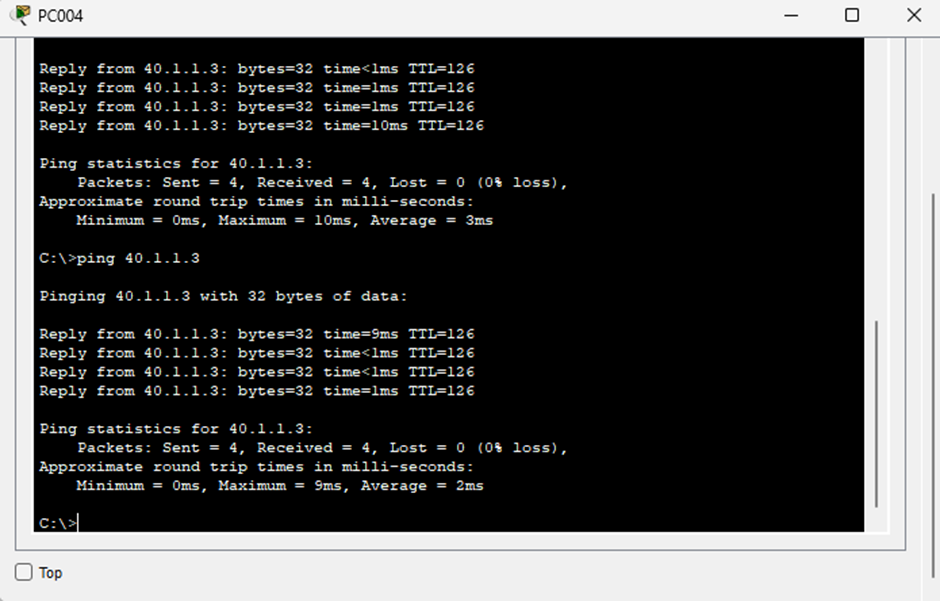 PC004
Reply from 40.1.1.3: bytes=32 time<1ms TTL=126
Reply from 40.1.1.3: bytes=32 time=1ms TTL=126
Reply from 40.1.1.3: bytes=32 time=1ms TTL=126
Reply from 40.1.1.3: bytes=32 time=10ms TTL=126
Ping statistics for 40.1.1.3:
Packets: Sent = 4, Received = 4, Lost = 0 (0% loss),
Approximate round trip times in milli-seconds:
Minimum = 0ms, Maximum = 10ms, Average = 3ms
C:\>ping 40.1.1.3
Pinging 40.1.1.3 with 32 bytes of data:
Reply from 40.1.1.3: bytes=32 time=9ms TTL=126
Reply from 40.1.1.3: bytes=32 time<1ms TTL=126
Reply from 40.1.1.3: bytes=32 time<1ms TTL=126
Reply from 40.1.1.3: bytes=32 time=1ms TTL=126
Ping statistics for 40.1.1.3:
Packets: Sent = 4, Received = 4, Lost = 0 (0% loss),
Approximate round trip times in milli-seconds:
Minimum = 0ms, Maximum = 9ms, Average = 2ms
C:\>
Top